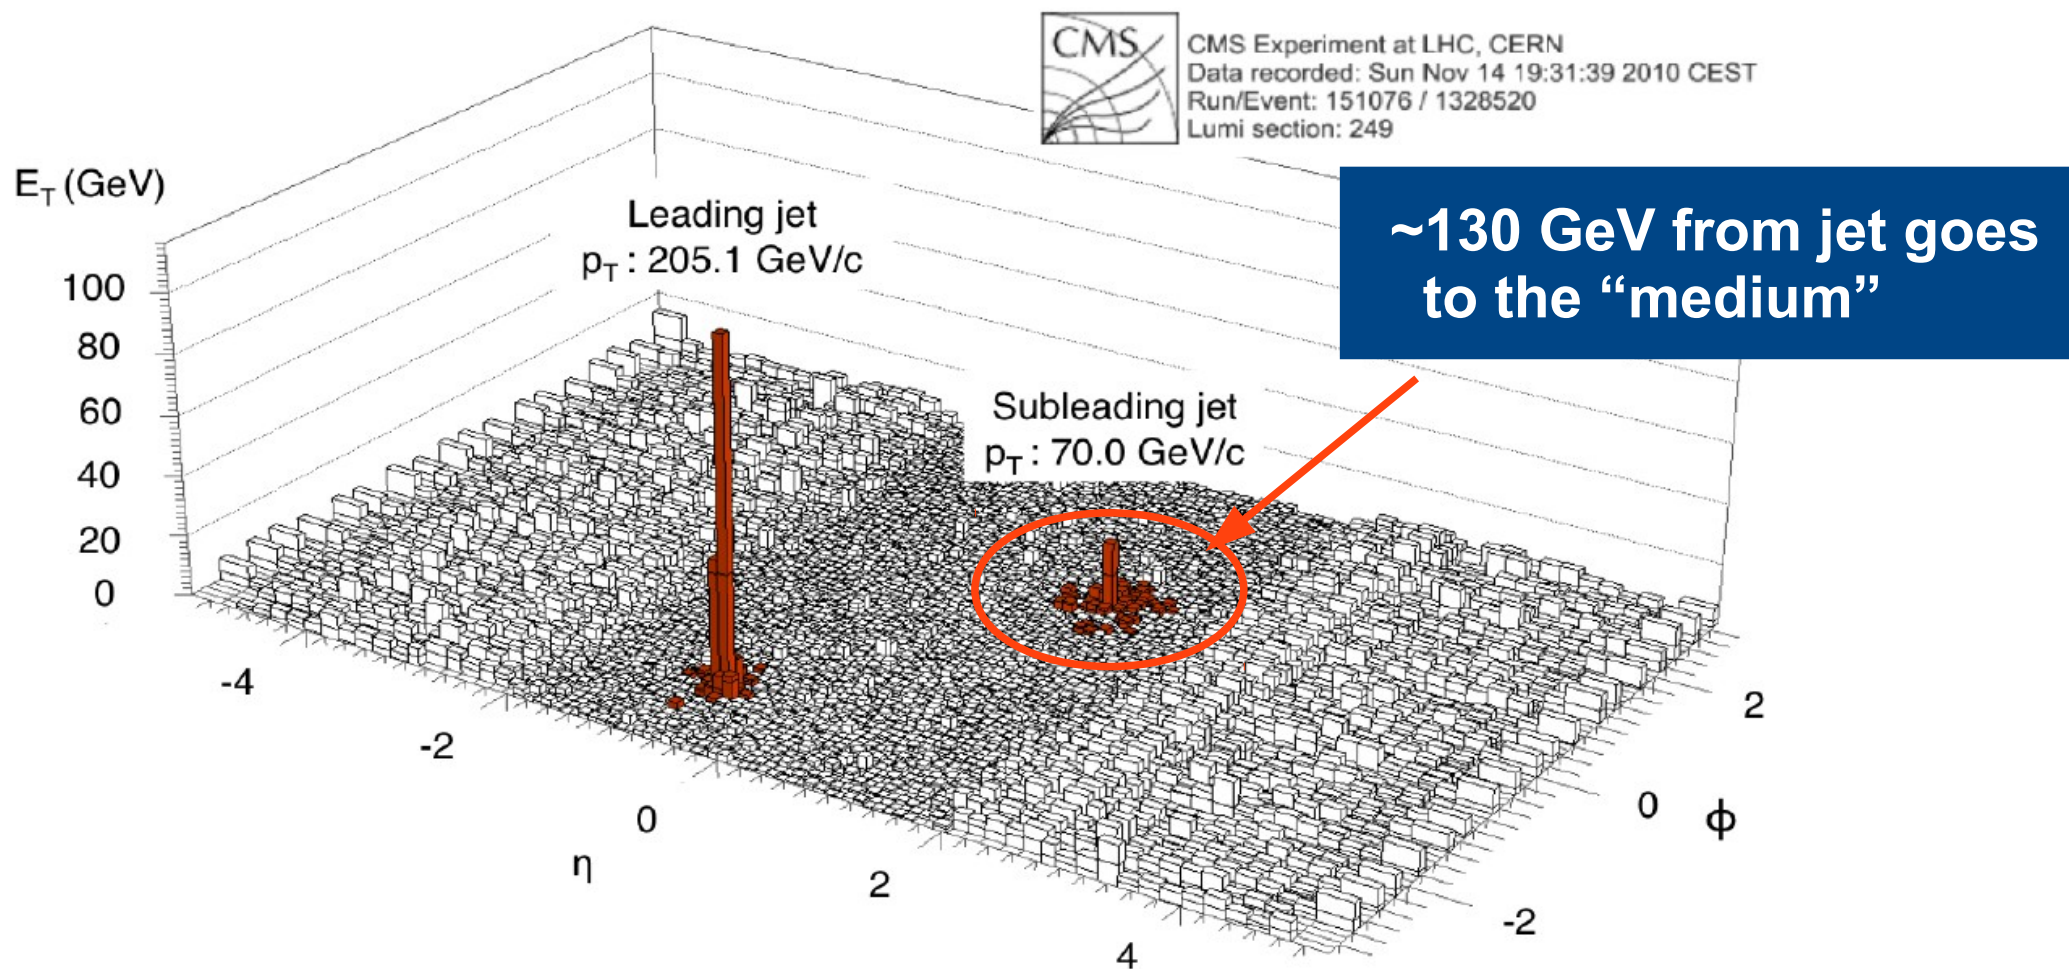 CMS
CMS Experiment at LHC, CERN
Data recorded: Sun Nov 14 19:31:39 2010 CEST
Run/Event: 151076 / 1328520
Lumi section: 249
~130 GeV from jet goes
to the “medium”
E_T (GeV)
Leading jet
p_T : 205.1 GeV/c
Subleading jet
p_T : 70.0 GeV/c
100
80
60
40
20
0
-4
-2
0
2
4
η
2
0
-2
ϕ